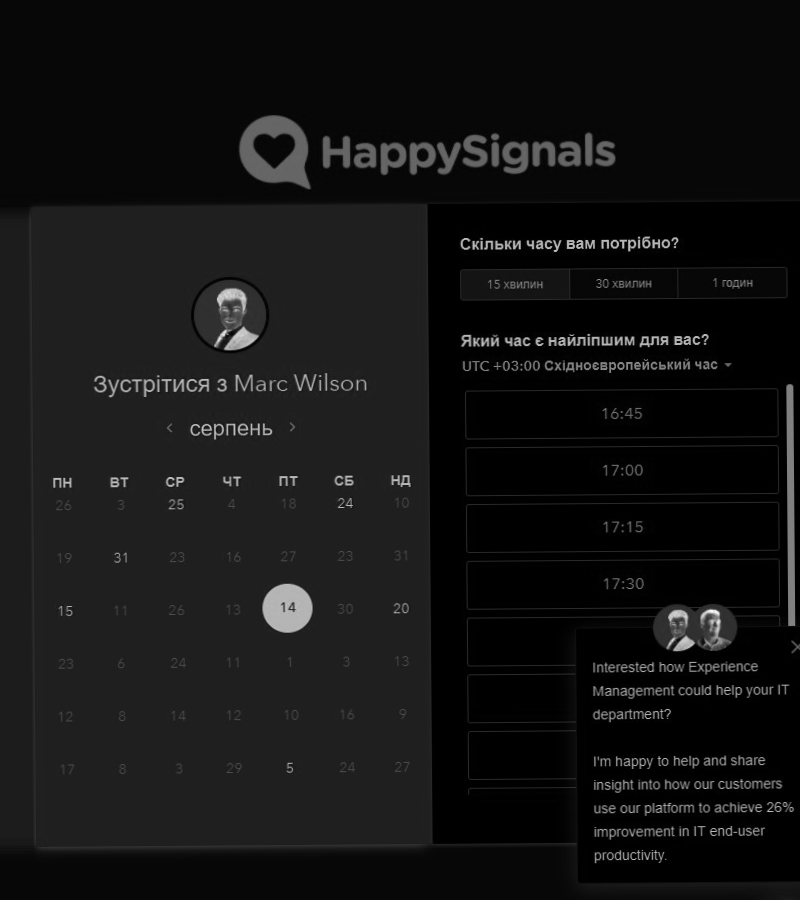 HappySignals
Зустрітися з Marc Wilson
серпень
ПН ВТ СР ЧТ ПТ СБ НД
26 3 25 4 18 24 10
19 31 23 16 27 23 31
15 11 26 13 14 30 20
23 6 24 11 1 3 13
12 8 14 12 10 16 9
17 8 3 29 5 24 27
Скільки часу вам потрібно?
15 хвилин 30 хвилин 1 годин
Який час є найліпшим для вас?
UTC +03:00 Східноєвропейський час
16:45
17:00
17:15
17:30
Interested how Experience
Management could help your IT
department?
I'm happy to help and share
insight into how our customers
use our platform to achieve 26%
improvement in IT end-user
productivity.